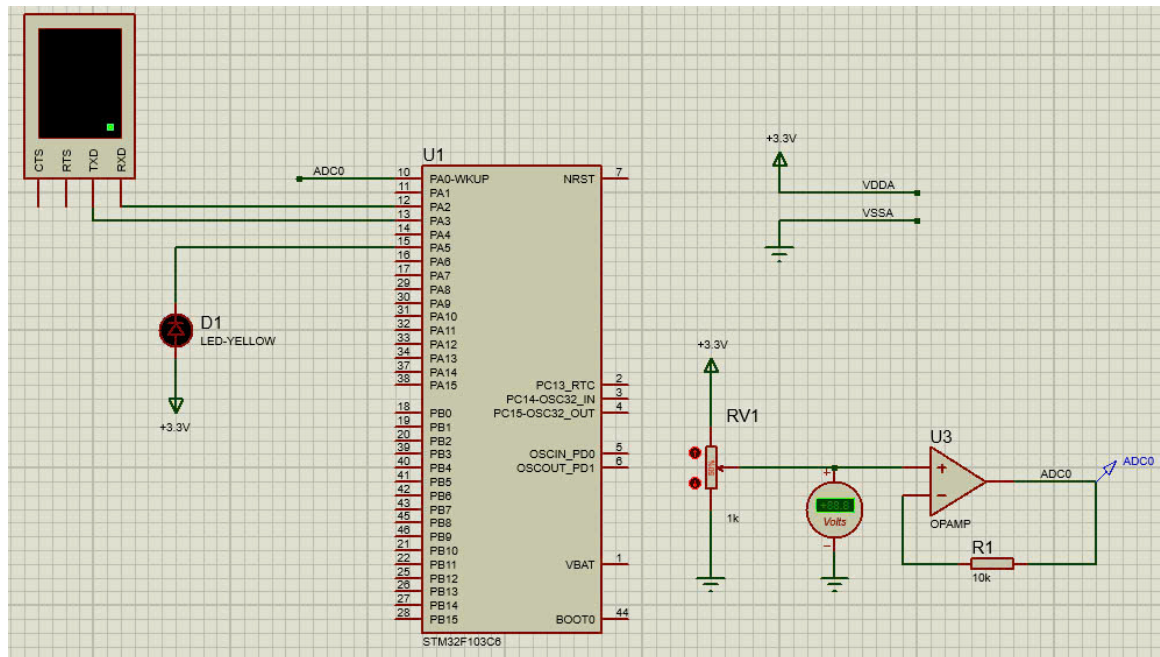 CTS
RTS
TXD
RXD
U1
ADC0
10
11
12
13
14
15
16
17
29
30
31
32
33
34
37
38
18
19
20
39
40
41
42
43
45
46
21
22
25
26
27
28
PA0-WKUP
PA1
PA2
PA3
PA4
PA5
PA6
PA7
PA8
PA9
PA10
PA11
PA12
PA13
PA14
PA15
PB0
PB1
PB2
PB3
PB4
PB5
PB6
PB7
PB8
PB9
PB10
PB11
PB12
PB13
PB14
PB15
NRST
7
PC13_RTC
2
PC14-OSC32_IN
3
PC15-OSC32_OUT
4
OSCIN_PD0
5
OSCOUT_PD1
6
VBAT
1
BOOT0
44
STM32F103C6
D1
LED-YELLOW
+3.3V
+3.3V
VDDA
VSSA
+3.3V
RV1
1k
Volts
+
−
U3
+
−
OPAMP
ADC0
ADC0
R1
10k